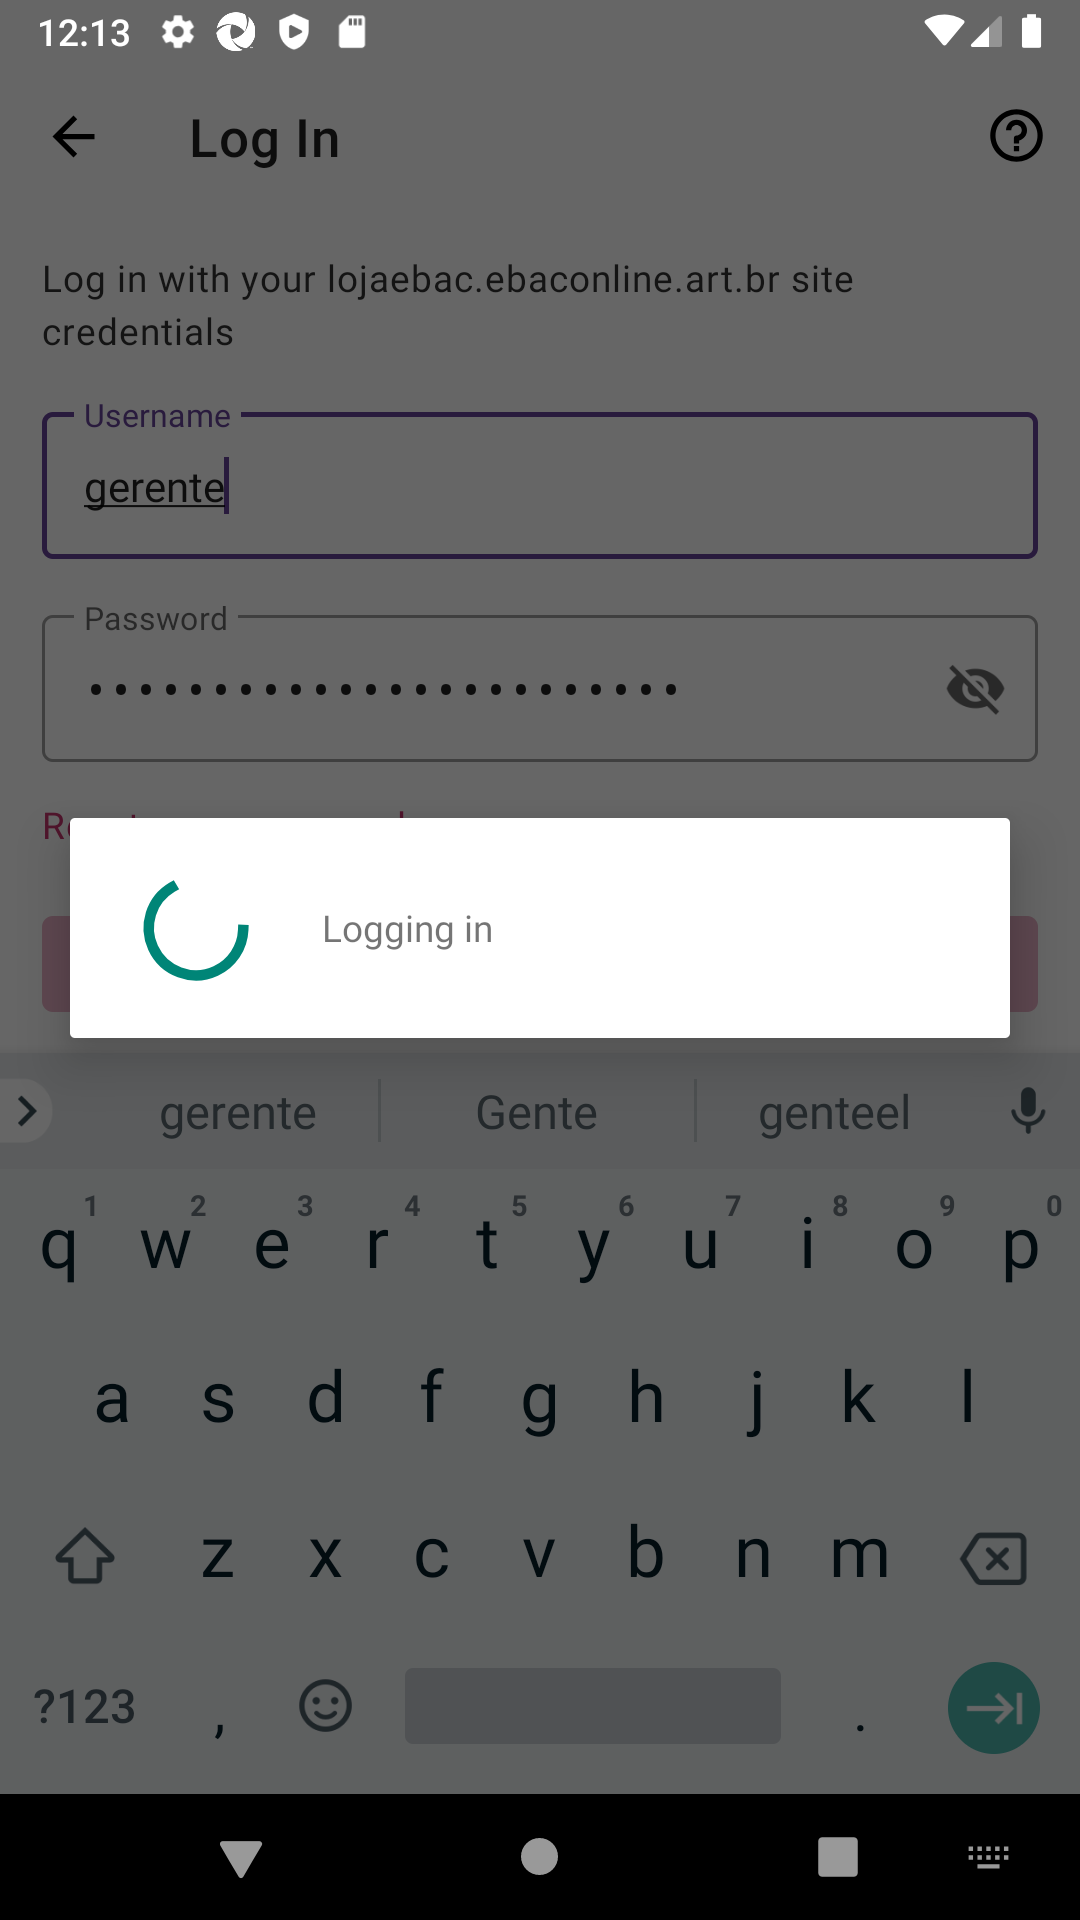 12:13
Log In
Log in with your lojaebac.ebaconline.art.br site
credentials
Username
gerente
Password
Logging in
gerente Gente genteel
1 2 3 4 5 6 7 8 9 0
q w e r t y u i o p
a s d f g h j k l
z x c v b n m
?123 , .